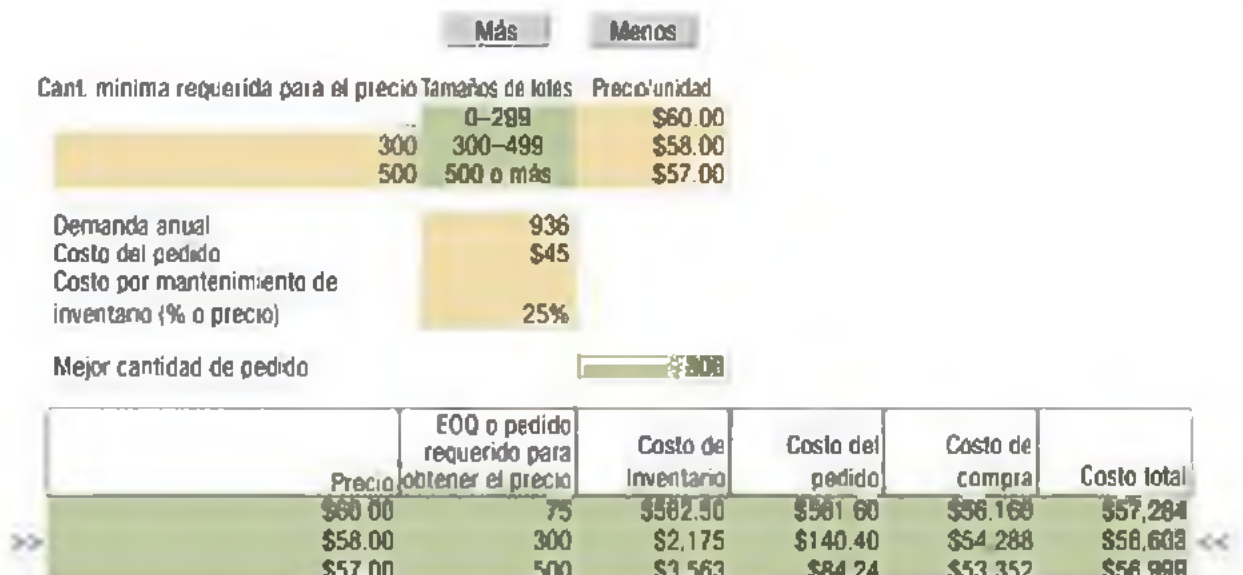 Más Menos
Cant. mínima requerida para el precio Tamaños de lotes Precio/unidad
... 0–299 $60.00
300 300–499 $58.00
500 500 o más $57.00
Demanda anual 936
Costo del pedido $45
Costo por mantenimiento de
inventario (% o precio) 25%
Mejor cantidad de pedido 300
EOQ o pedido
requerido para Costo de Costo del Costo de
Precio obtener el precio inventario pedido compra Costo total
$60.00 75 $562.50 $561.60 $56.160 $57,284
>> $58.00 300 $2,175 $140.40 $54.288 $56,603 <<
$57.00 500 $3,563 $84.24 $53,352 $56,999